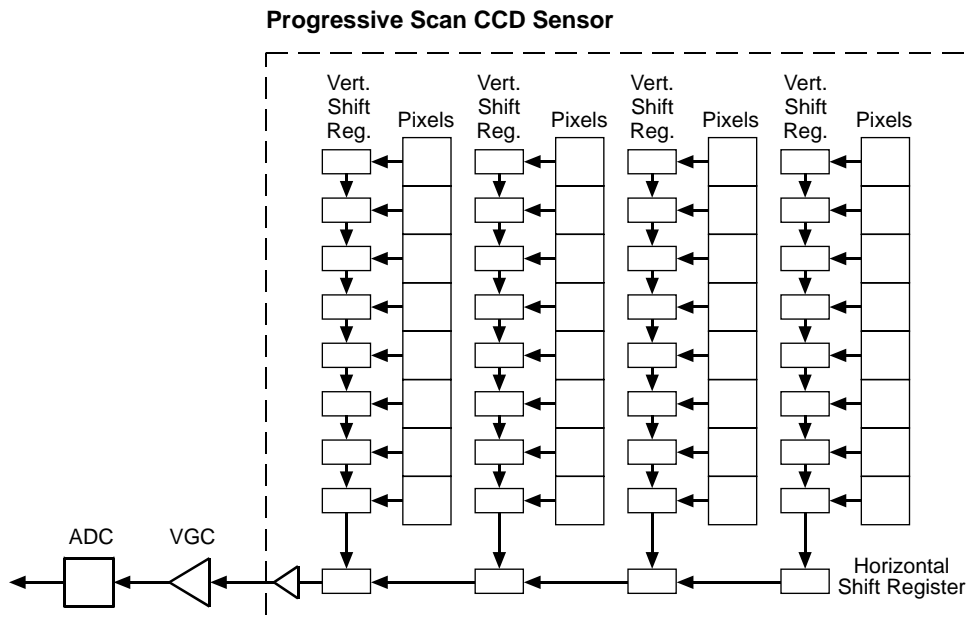 Progressive Scan CCD Sensor
Vert.
Shift
Reg.
Pixels
Vert.
Shift
Reg.
Pixels
Vert.
Shift
Reg.
Pixels
Vert.
Shift
Reg.
Pixels
ADC
VGC
Horizontal
Shift Register